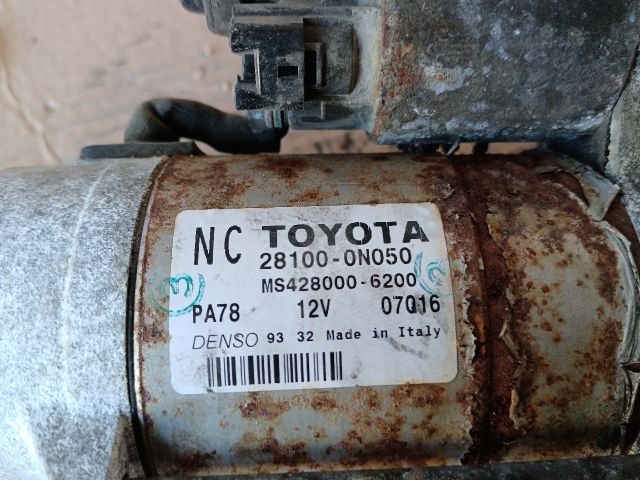 NC TOYOTA
28100-0N050
MS428000-6200
PA78 12V 07016
DENSO 93 32 Made in Italy